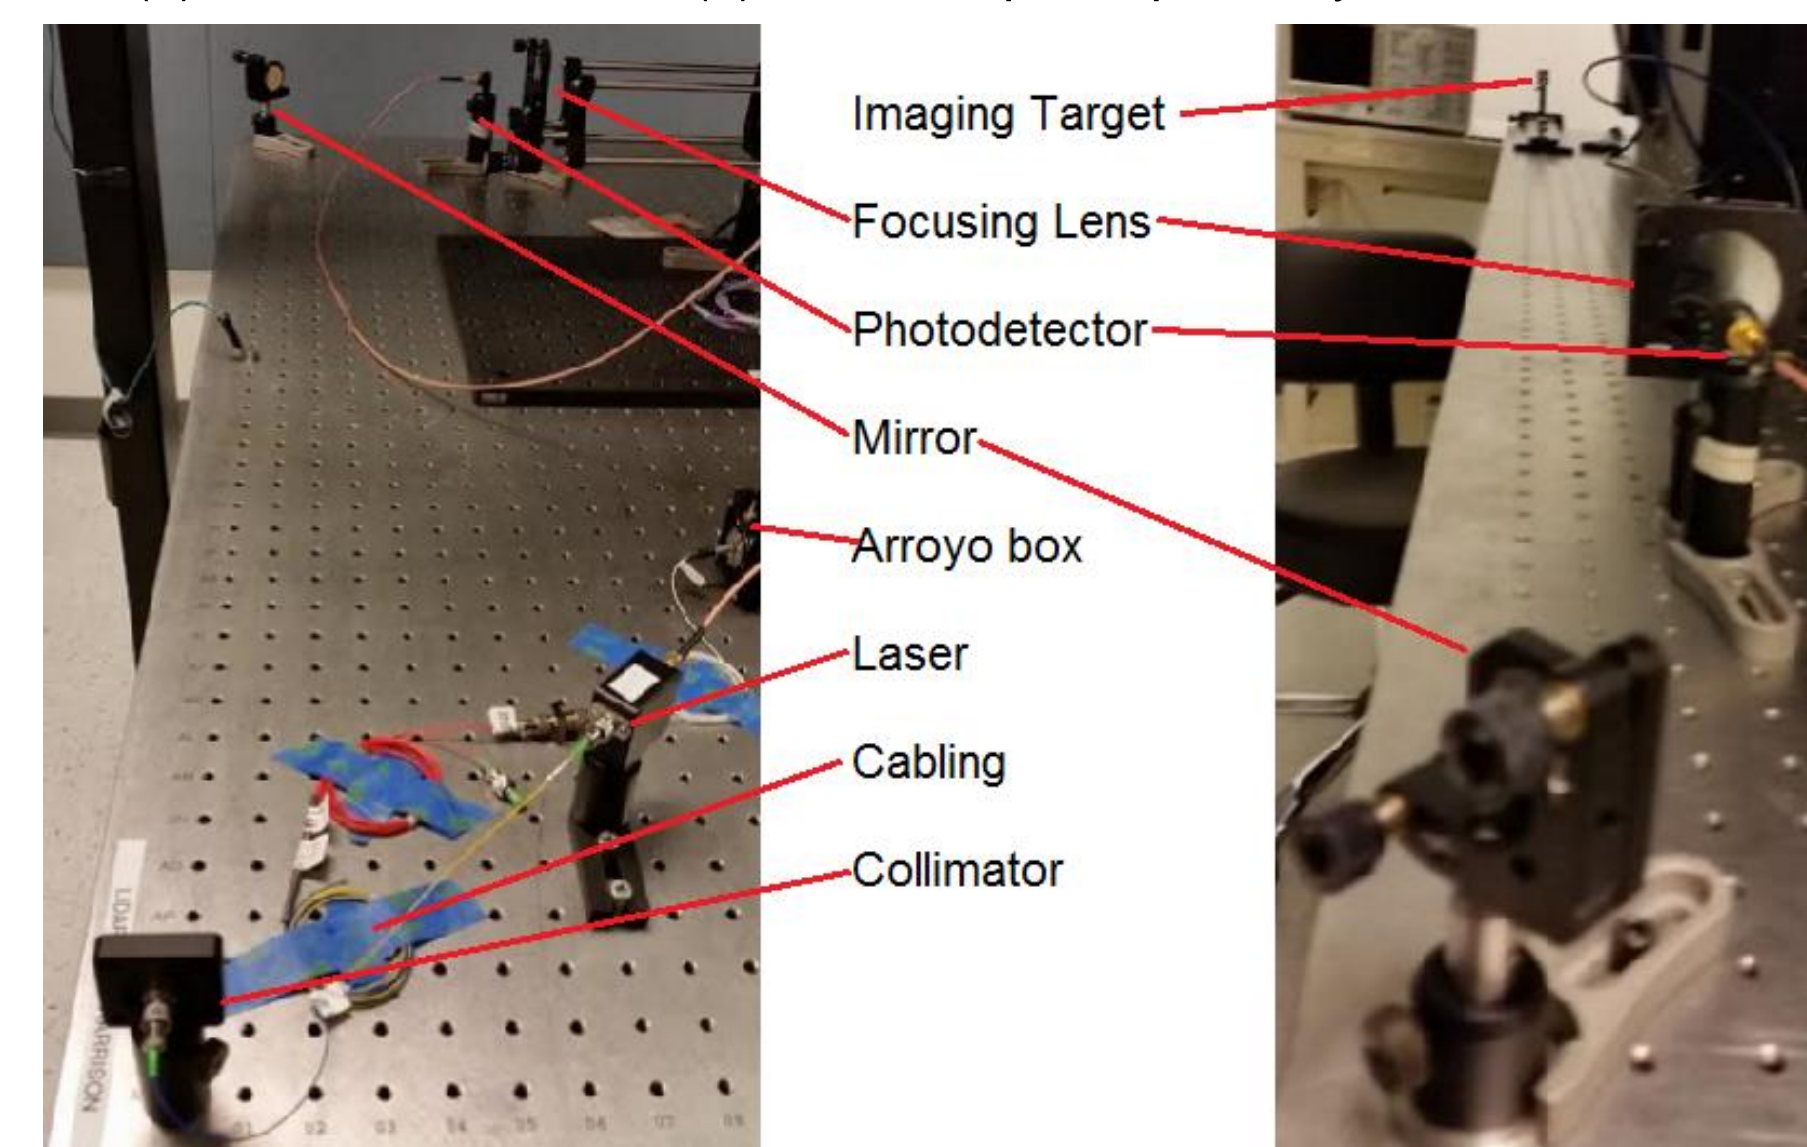 Imaging Target
Focusing Lens
Photodetector
Mirror
Arroyo box
Laser
Cabling
Collimator